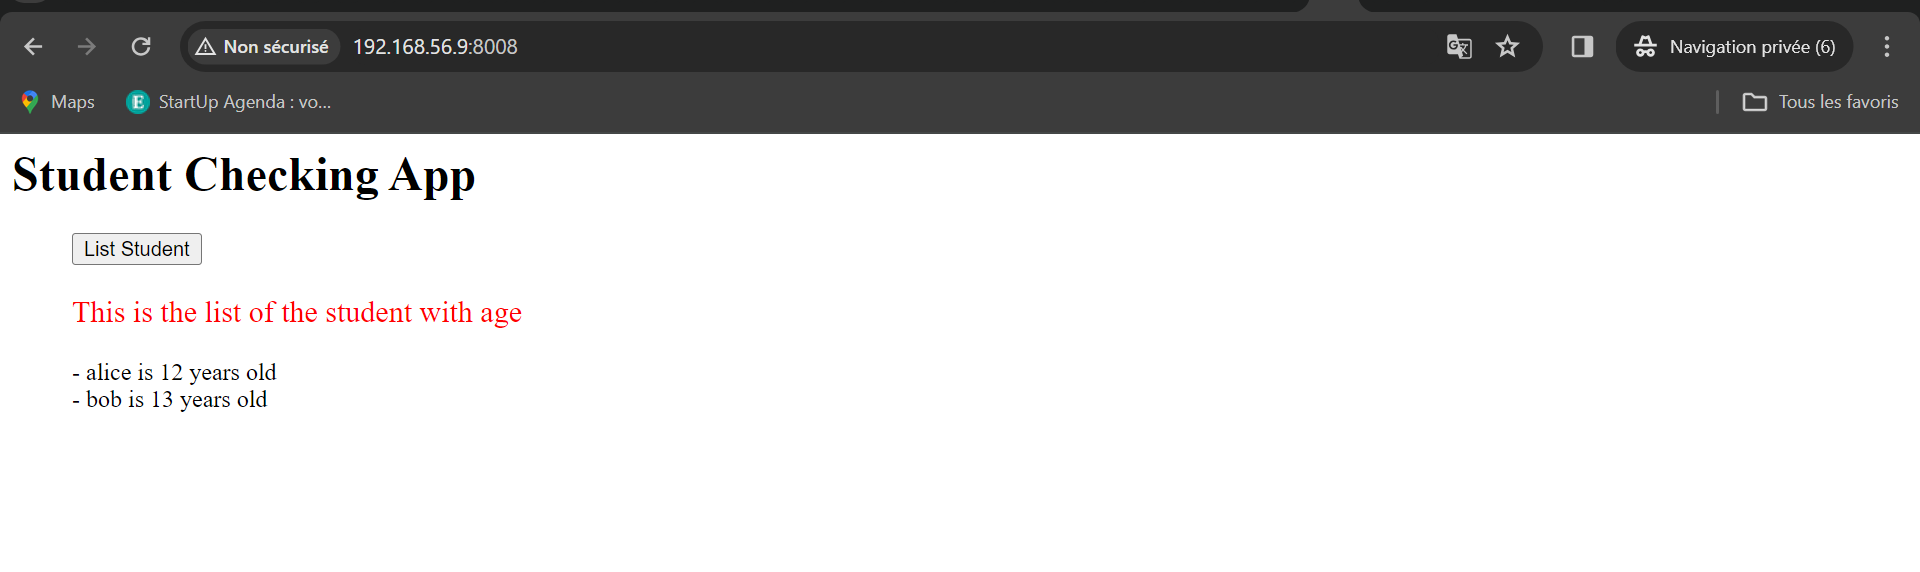 Non sécurisé 192.168.56.9:8008 Navigation privée (6)
Maps StartUp Agenda : vo... Tous les favoris
Student Checking App
List Student
This is the list of the student with age
- alice is 12 years old
- bob is 13 years old